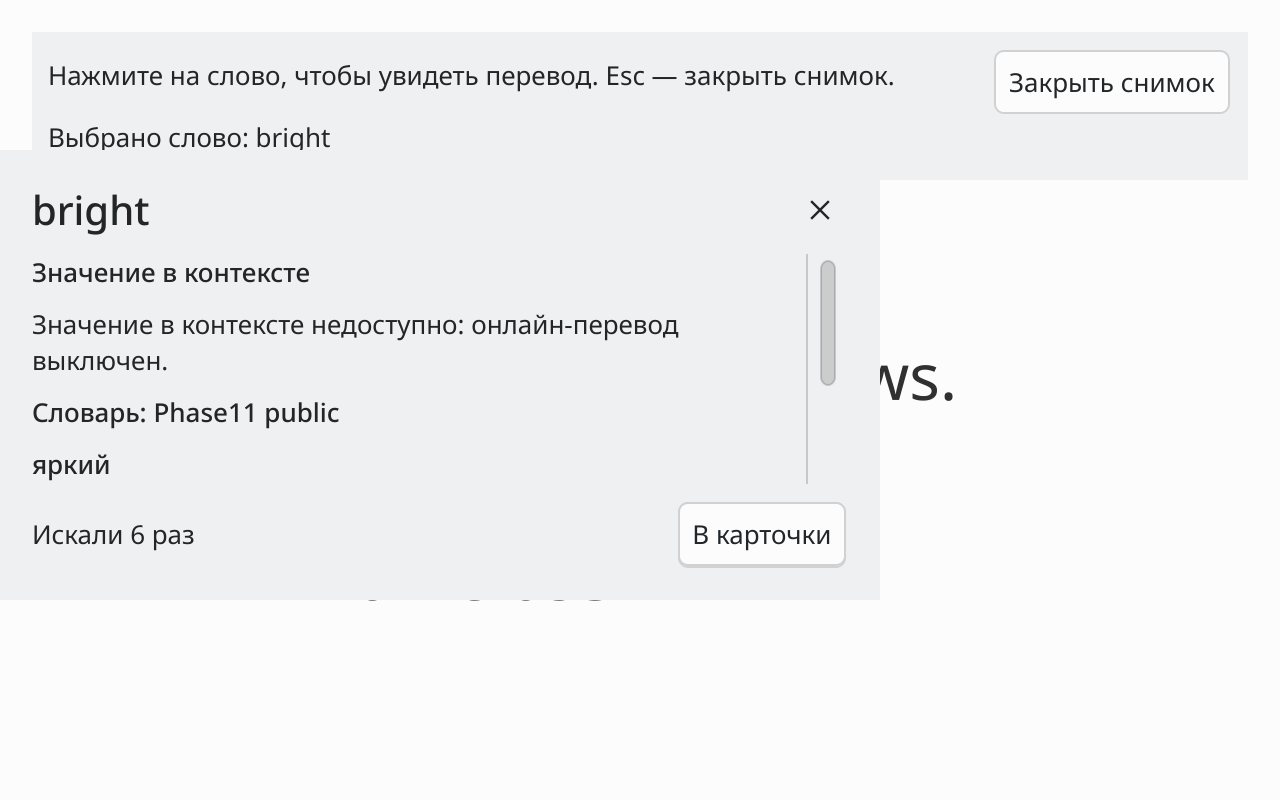 Нажмите на слово, чтобы увидеть перевод. Esc — закрыть снимок.
Закрыть снимок
Выбрано слово: bright
bright
Значение в контексте
Значение в контексте недоступно: онлайн-перевод
выключен.
Словарь: Phase11 public
яркий
Искали 6 раз
В карточки
ws.